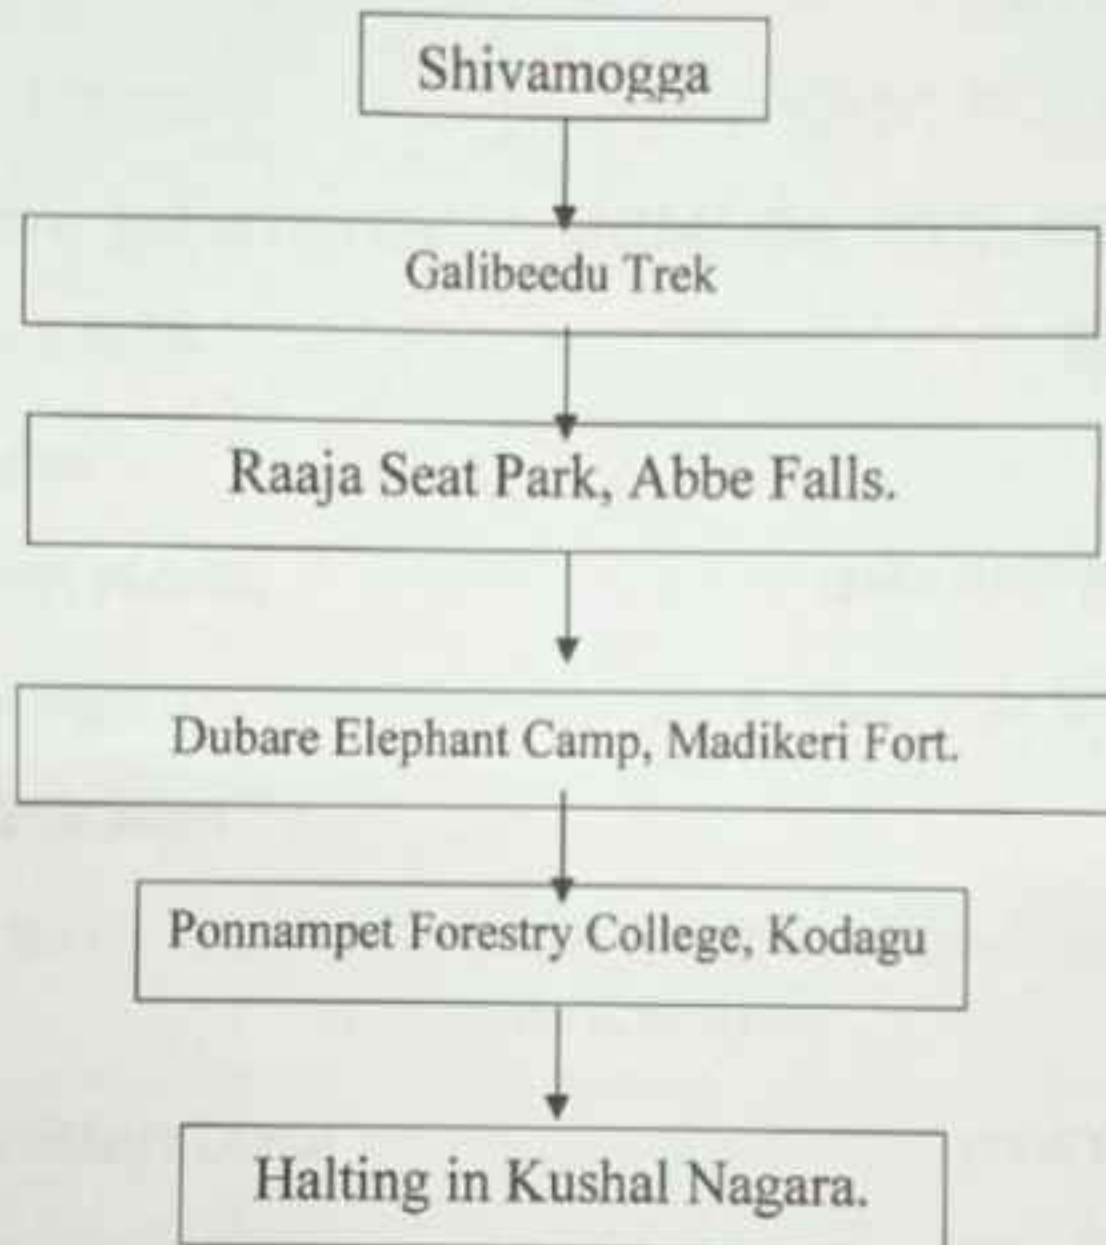 Shivamogga
Galibeedu Trek
Raaja Seat Park, Abbe Falls.
Dubare Elephant Camp, Madikeri Fort.
Ponnampet Forestry College, Kodagu
Halting in Kushal Nagara.